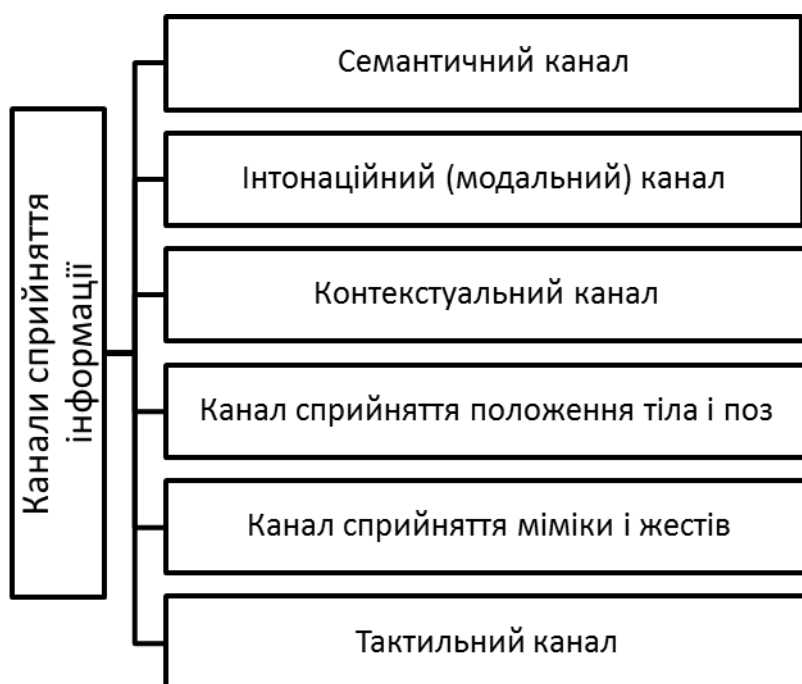 Канали сприйняття
інформації
Семантичний канал
Інтонаційний (модальний) канал
Контекстуальний канал
Канал сприйняття положення тіла і поз
Канал сприйняття міміки і жестів
Тактильний канал